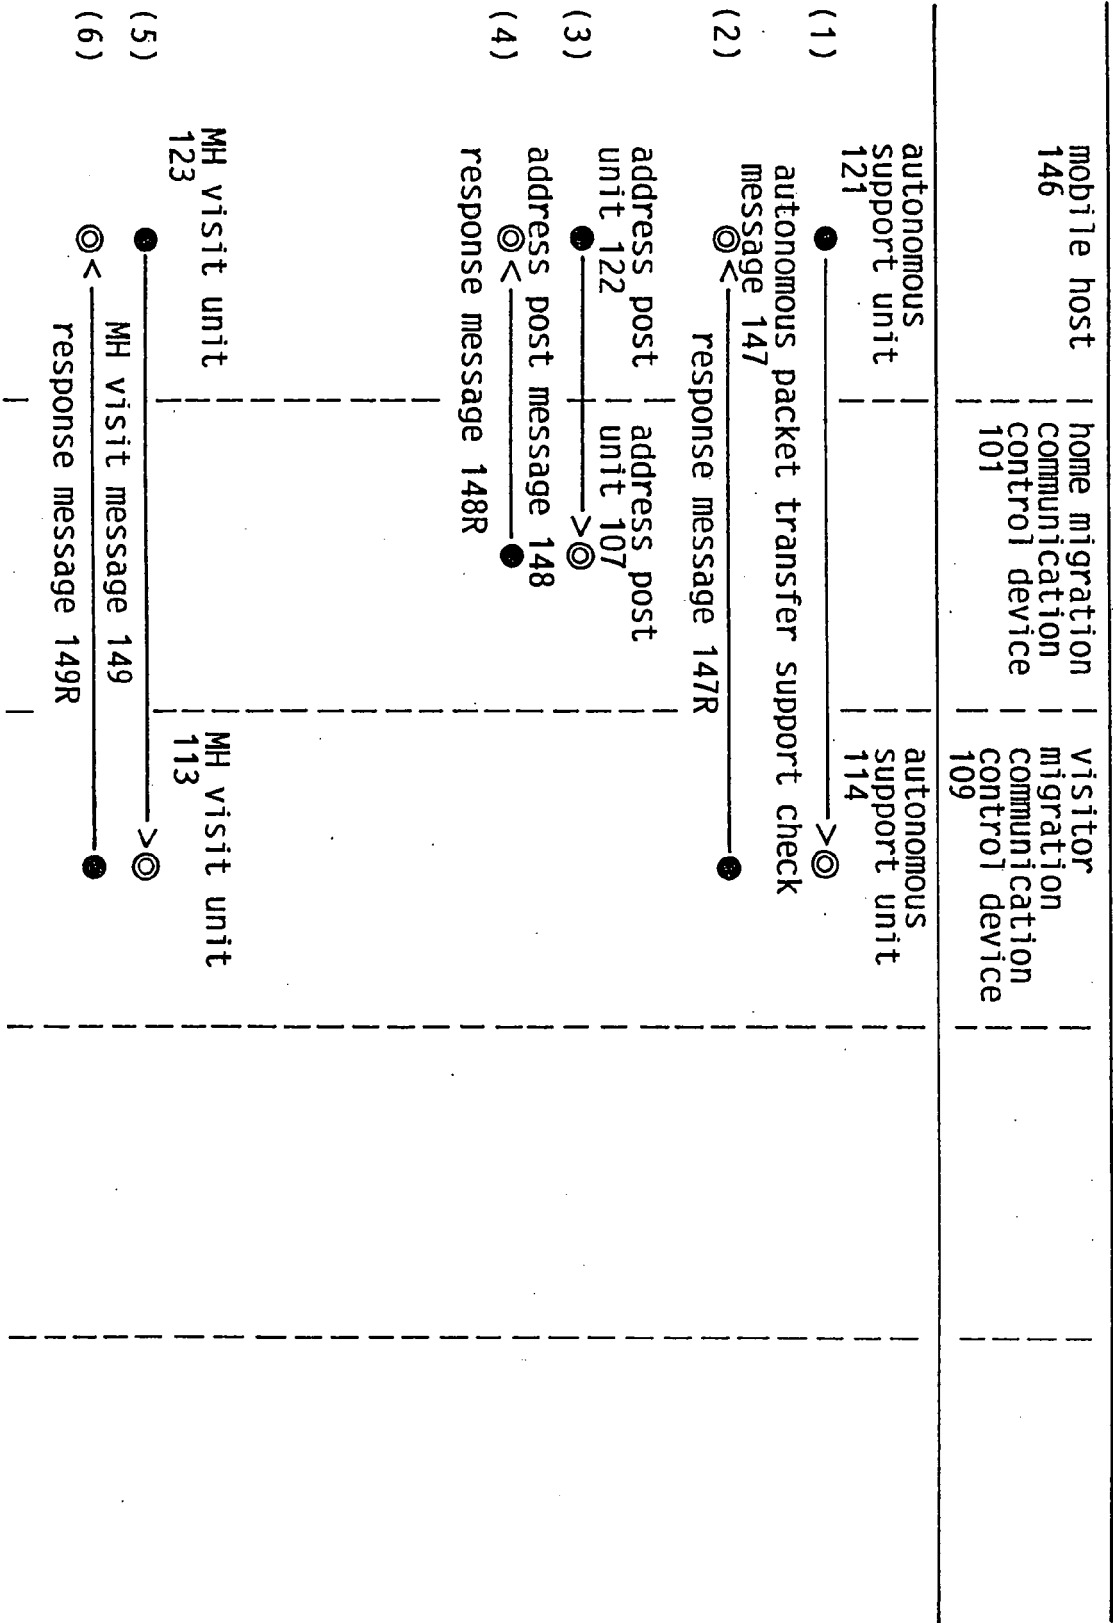 mobile host
146
home migration
communication
control device
101
visitor
migration
communication
control device
109
autonomous
support unit
121
autonomous
support unit
114
(1)
autonomous packet transfer support check
message 147
(2)
response message 147R
address post
unit 122
address post
unit 107
(3)
address post message 148
(4)
response message 148R
MH visit unit
123
MH visit unit
113
(5)
MH visit message 149
(6)
response message 149R